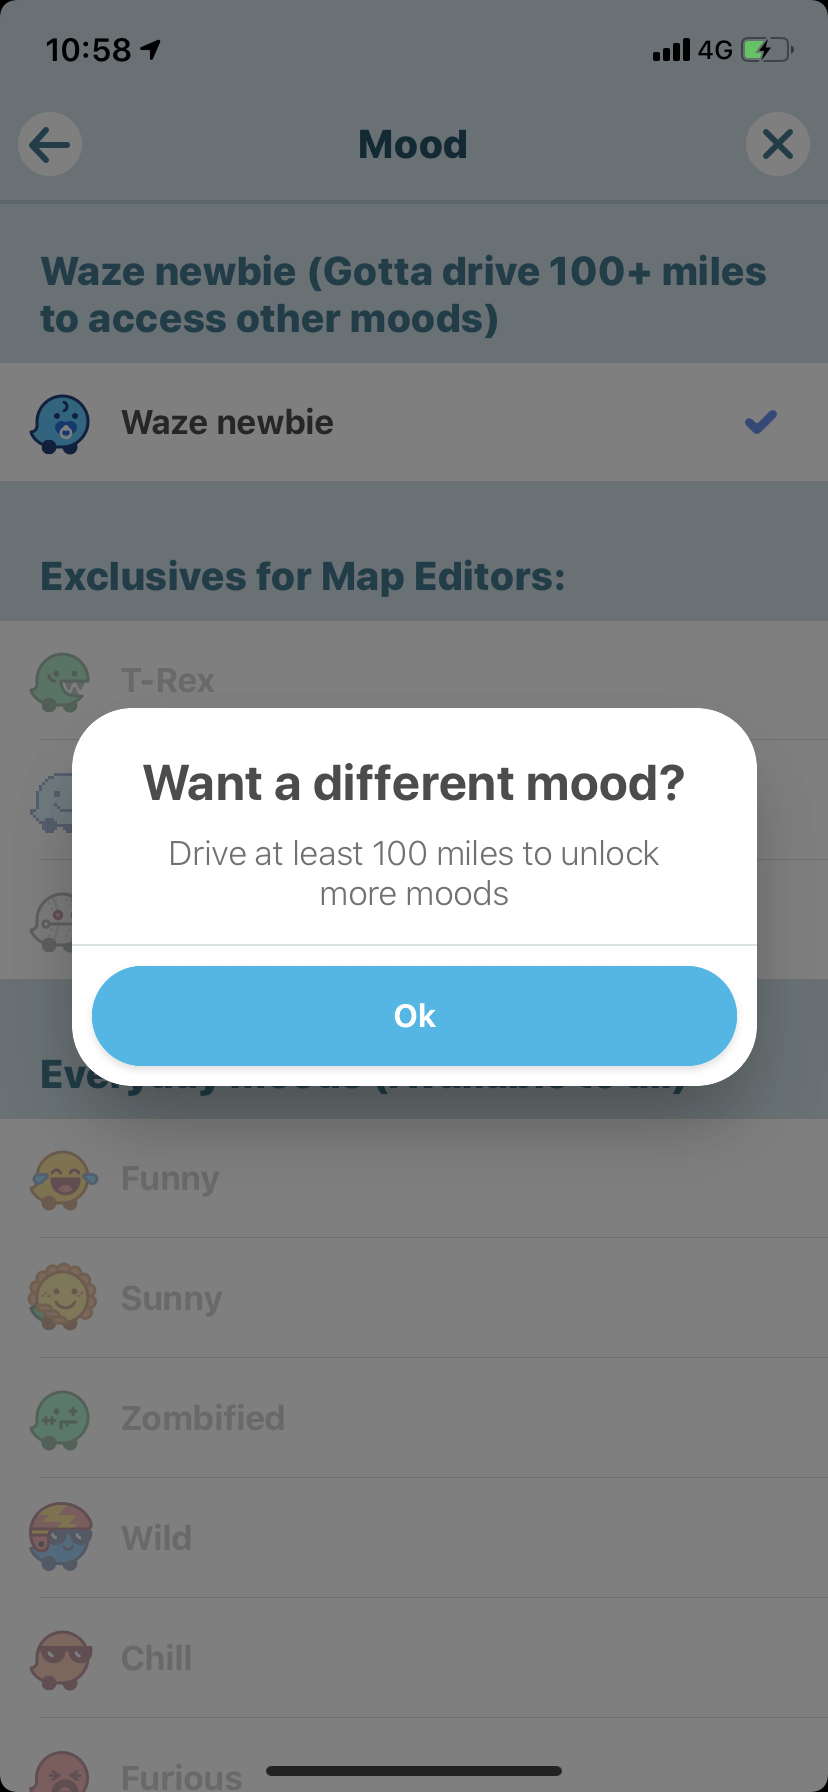 10:58
4G
Mood
Waze newbie (Gotta drive 100+ miles
to access other moods)
Waze newbie
Exclusives for Map Editors:
T-Rex
Want a different mood?
Drive at least 100 miles to unlock
more moods
Ok
Funny
Sunny
Zombified
Wild
Chill
Furious